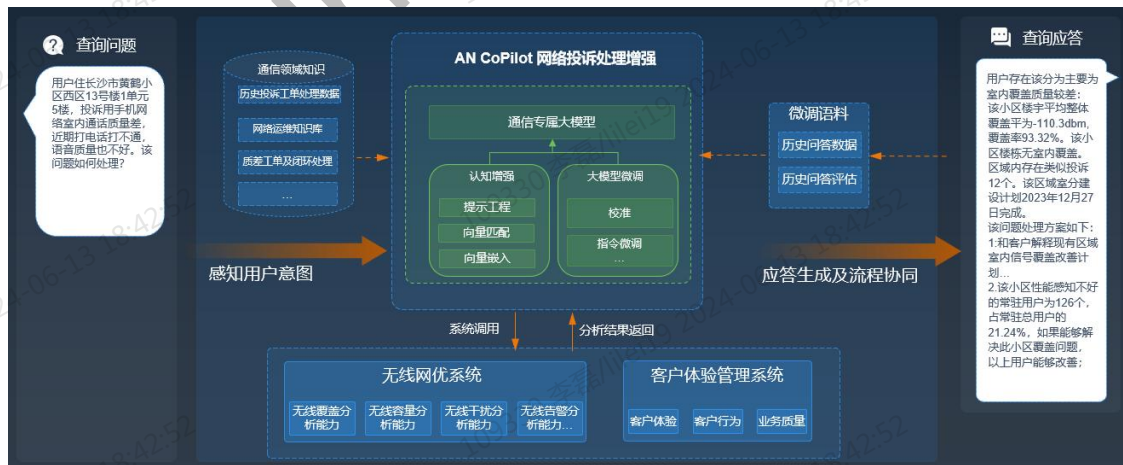 查询问题
用户住长沙市黄鹤小
区西区13号楼1单元
5楼，投诉用手机网
络室内通话质量差，
近期打电话打不通，
语音质量也不好。该
问题如何处理？
通信领域知识
历史投诉工单处理数据
网络运维知识库
质差工单及闭环处理
…
感知用户意图
AN CoPilot 网络投诉处理增强
通信专属大模型
认知增强
提示工程
向量匹配
向量嵌入
大模型微调
校准
指令微调
…
微调语料
历史问答数据
历史问答评估
应答生成及流程协同
系统调用
分析结果返回
无线网优系统
无线覆盖分
析能力
无线容量分
析能力
无线干扰分
析能力
无线告警分
析能力…
客户体验管理系统
客户体验
客户行为
业务质量
查询应答
用户存在该分为主要为
室内覆盖质量较差：
该小区楼宇平均整体
覆盖平为-110.3dbm,
覆盖率93.32%。该小
区楼栋无室内覆盖。
区域内存在类似投诉
12个。该区域室分建
设计划2023年12月27
日完成。
该问题处理方案如下：
1:和客户解释现有区域
室内信号覆盖改善计
划…
2.该小区性能感知不好
的常驻用户为126个，
占常驻总用户的
21.24%，如果能够解
决此小区覆盖问题，
以上用户能够改善；